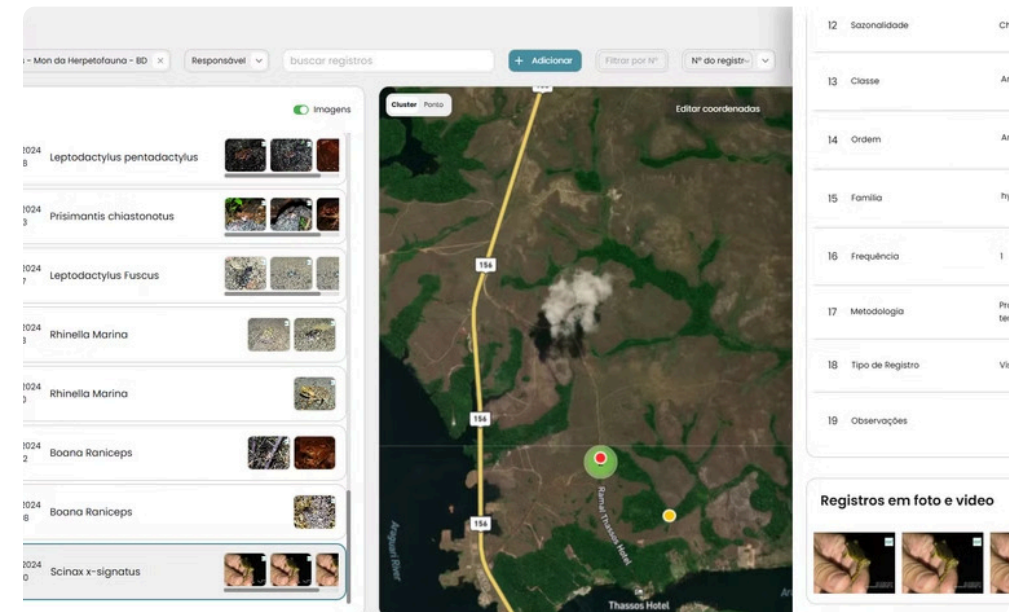 - Mon da Herpetofauna - BD ×
Responsável
buscar registros
+ Adicionar
Filtrar por Nº
Nº do registr
Imagens
2024
Leptodactylus pentadactylus
2024
Prisimantis chiastonotus
2024
Leptodactylus Fuscus
2024
Rhinella Marina
2024
Rhinella Marina
2024
Boana Raniceps
2024
Boana Raniceps
2024
Scinax x-signatus
Cluster Ponto
Editar coordenadas
156
156
156
Ramal Thassos Hotel
Araguari River
Thassos Hotel
12 Sazonalidade Ch
13 Classe
14 Ordem
15 Família
16 Frequência 1
17 Metodologia
18 Tipo de Registro
19 Observações
Registros em foto e video